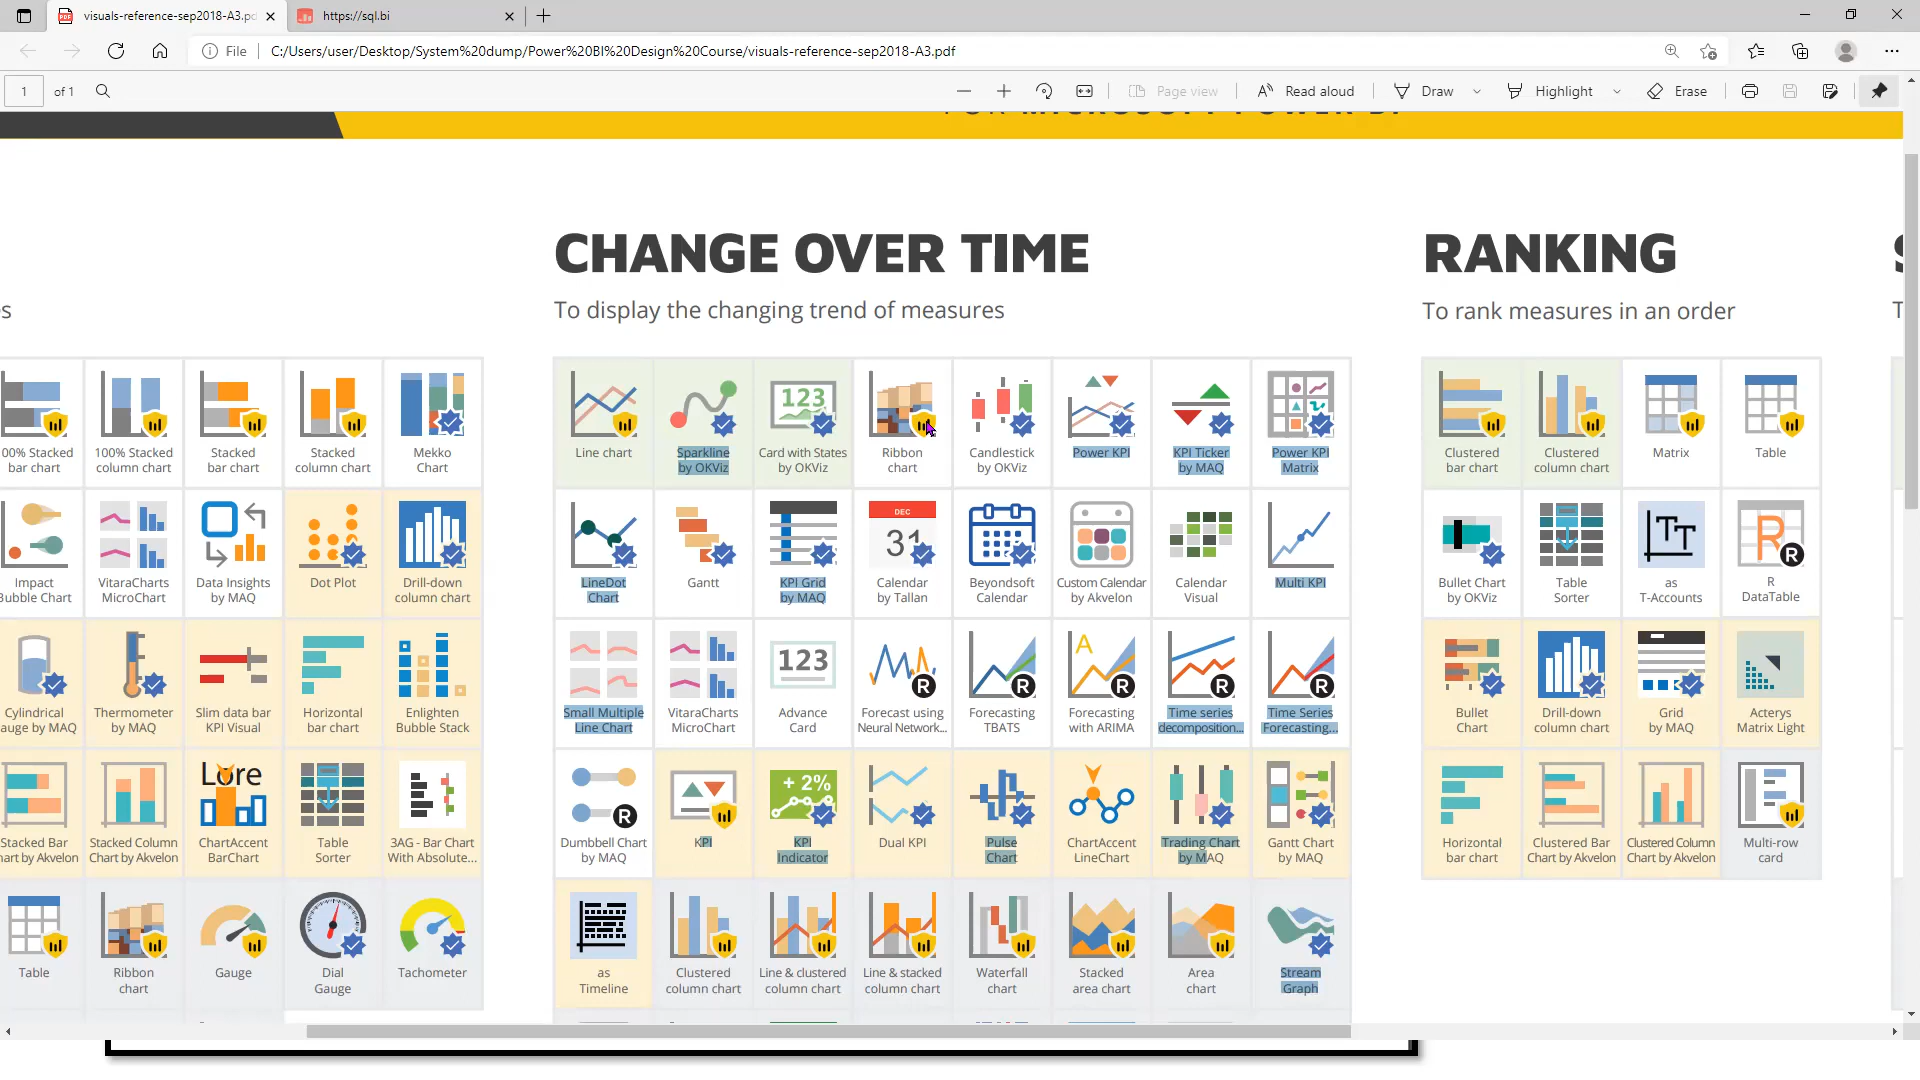 visuals-reference-sep2018-A3.pd
https://sql.bi
File
C:/Users/user/Desktop/System%20dump/Power%20BI%20Design%20Course/visuals-reference-sep2018-A3.pdf
1 of 1
Page view
Read aloud
Draw
Highlight
Erase
FOR MICROSOFT POWER BI
s
00% Stacked
bar chart
100% Stacked
column chart
Stacked
bar chart
Stacked
column chart
Mekko
Chart
Impact
Bubble Chart
VitaraCharts
MicroChart
Data Insights
by MAQ
Dot Plot
Drill-down
column chart
Cylindrical
auge by MAQ
Thermometer
by MAQ
Slim data bar
KPI Visual
Horizontal
bar chart
Enlighten
Bubble Stack
Stacked Bar
hart by Akvelon
Stacked Column
Chart by Akvelon
Lore
ChartAccent
BarChart
Table
Sorter
3AG - Bar Chart
With Absolute...
Table
Ribbon
chart
Gauge
Dial
Gauge
Tachometer
CHANGE OVER TIME
To display the changing trend of measures
Line chart
Sparkline
by OKViz
123
Card with States
by OKViz
Ribbon
chart
Candlestick
by OKViz
Power KPI
KPI Ticker
by MAQ
Power KPI
Matrix
LineDot
Chart
Gantt
KPI Grid
by MAQ
DEC
31
Calendar
by Tallan
Beyondsoft
Calendar
Custom Calendar
by Akvelon
Calendar
Visual
Multi KPI
Small Multiple
Line Chart
VitaraCharts
MicroChart
123
Advance
Card
R
Forecast using
Neural Network...
R
Forecasting
TBATS
A
R
Forecasting
with ARIMA
R
Time series
decomposition...
R
Time Series
Forecasting...
R
Dumbbell Chart
by MAQ
KPI
+ 2%
KPI
Indicator
Dual KPI
Pulse
Chart
ChartAccent
LineChart
Trading Chart
by MAQ
Gantt Chart
by MAQ
as
Timeline
Clustered
column chart
Line & clustered
column chart
Line & stacked
column chart
Waterfall
chart
Stacked
area chart
Area
chart
Stream
Graph
RANKING
To rank measures in an order
Clustered
bar chart
Clustered
column chart
Matrix
Table
Bullet Chart
by OKViz
Table
Sorter
TT
as
T-Accounts
R
R
R
DataTable
Bullet
Chart
Drill-down
column chart
Grid
by MAQ
Acterys
Matrix Light
Horizontal
bar chart
Clustered Bar
Chart by Akvelon
Clustered Column
Chart by Akvelon
Multi-row
card